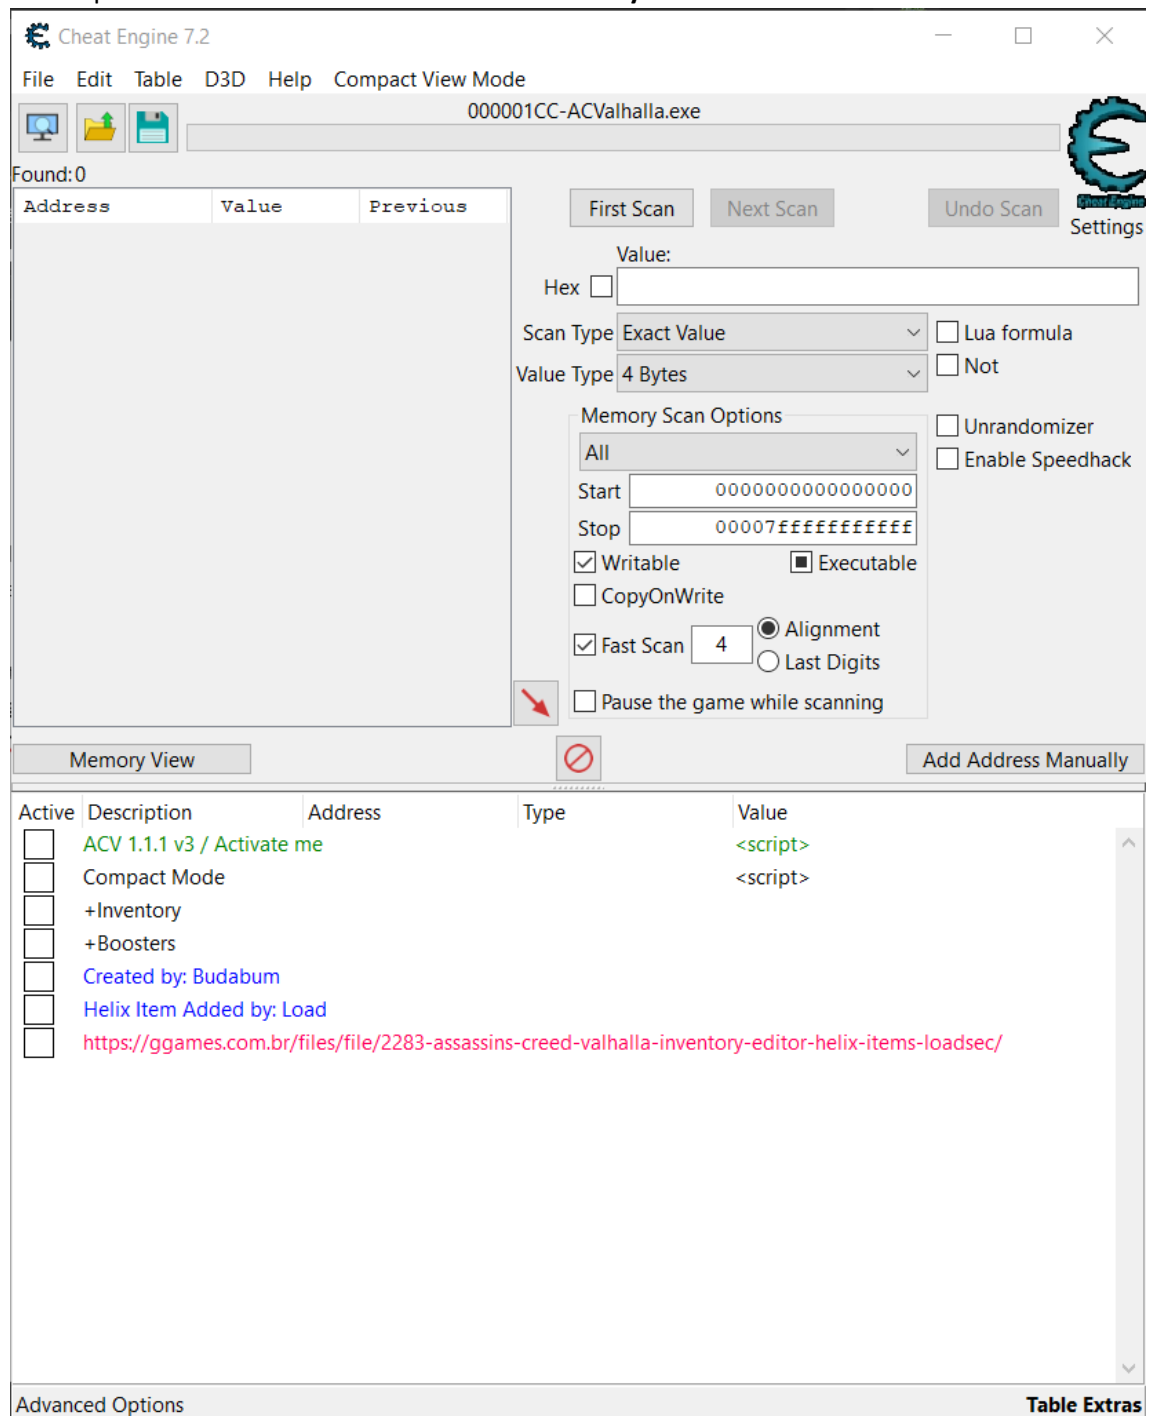 Cheat Engine 7.2
File Edit Table D3D Help Compact View Mode
000001CC-ACValhalla.exe
Found:0
Address Value Previous
First Scan Next Scan Undo Scan
Cheat Engine
Settings
Value:
Hex
Scan Type Exact Value Lua formula
Value Type 4 Bytes Not
Memory Scan Options
Unrandomizer
All
Enable Speedhack
Start 0000000000000000
Stop 00007fffffffffff
Writable Executable
CopyOnWrite
Fast Scan 4 Alignment
Last Digits
Pause the game while scanning
Memory View Add Address Manually
Active Description Address Type Value
ACV 1.1.1 v3 / Activate me <script>
Compact Mode <script>
+Inventory
+Boosters
Created by: Budabum
Helix Item Added by: Load
https://ggames.com.br/files/file/2283-assassins-creed-valhalla-inventory-editor-helix-items-loadsec/
Advanced Options Table Extras